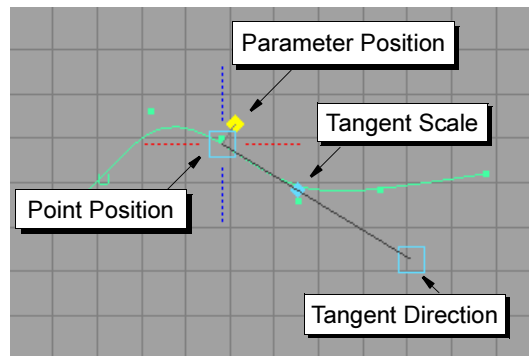 Parameter Position
Tangent Scale
Point Position
Tangent Direction